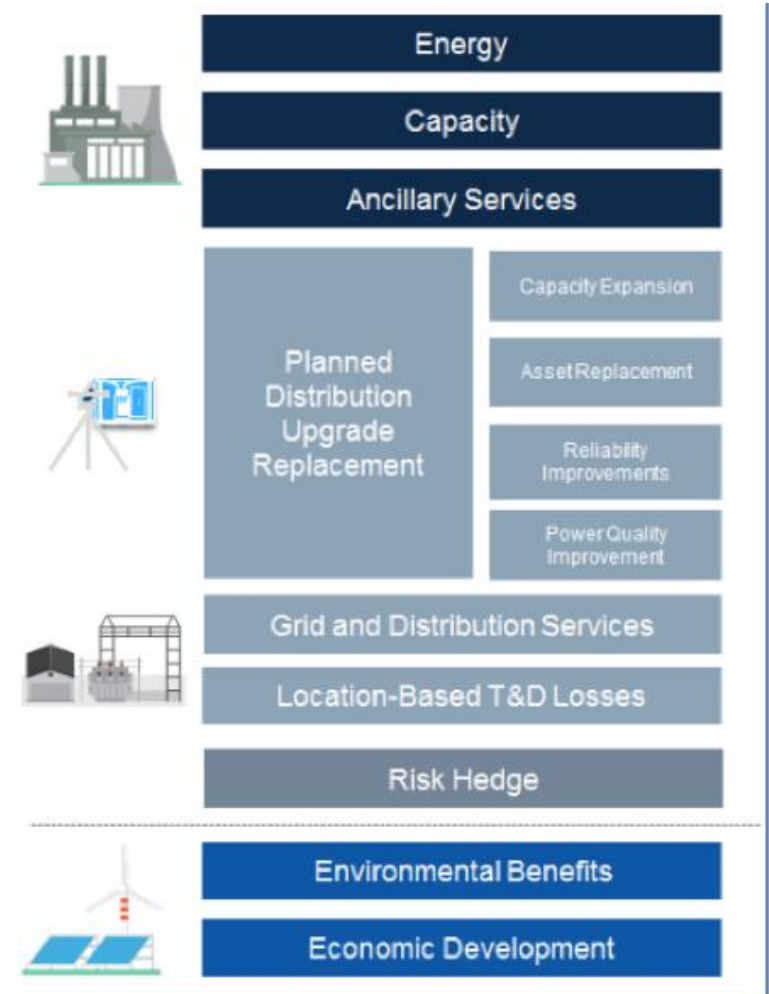 Energy
Capacity
Ancillary Services
Planned
Distribution
Upgrade
Replacement
Capacity Expansion
Asset Replacement
Reliability
Improvements
Power Quality
Improvement
Grid and Distribution Services
Location-Based T&D Losses
Risk Hedge
Environmental Benefits
Economic Development